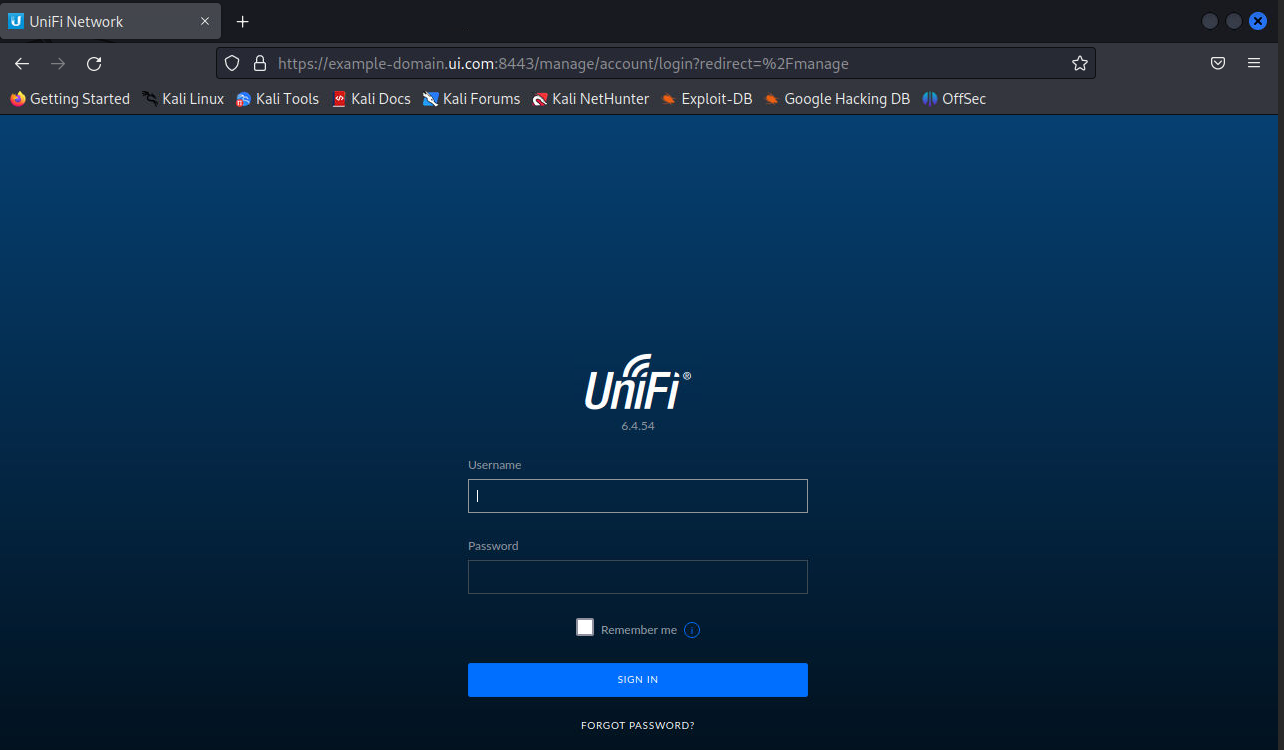 UniFi Network
https://example-domain.ui.com:8443/manage/account/login?redirect=%2Fmanage
Getting Started Kali Linux Kali Tools Kali Docs Kali Forums Kali NetHunter Exploit-DB Google Hacking DB OffSec
UniFi®
6.4.54
Username
Password
Remember me
SIGN IN
FORGOT PASSWORD?